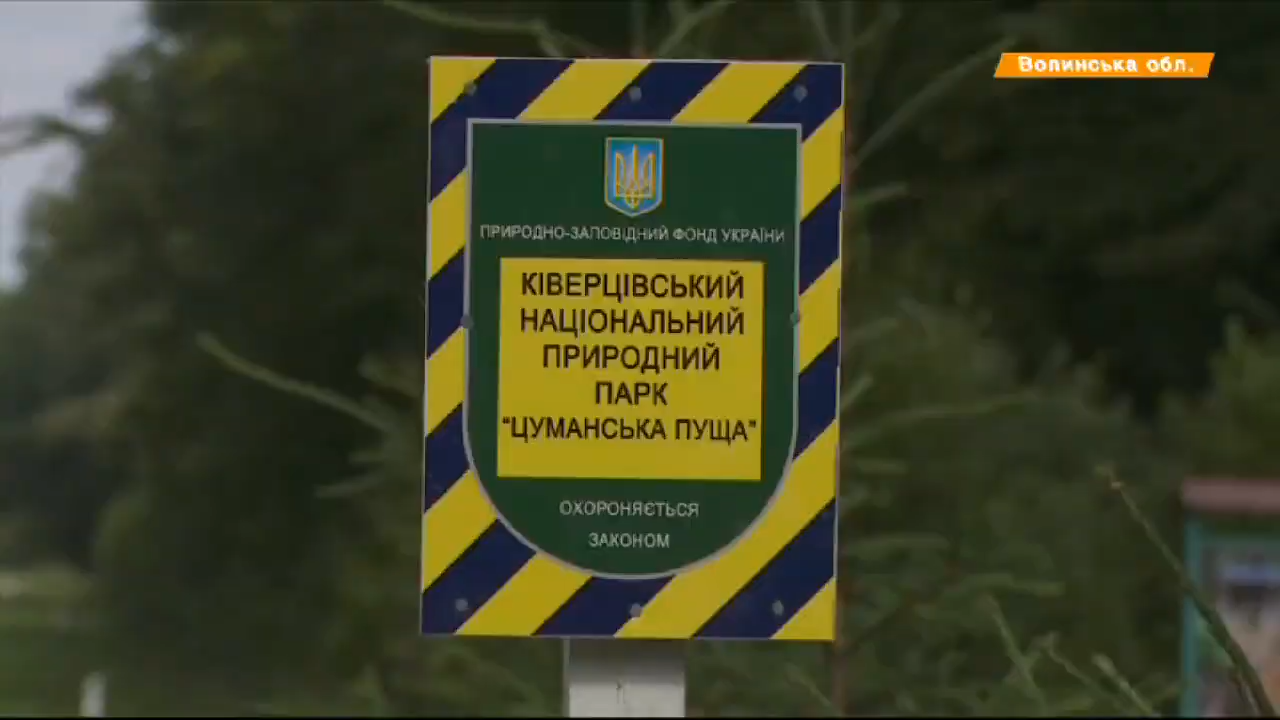 Волинська обл.
ПРИРОДНО-ЗАПОВІДНИЙ ФОНД УКРАЇНИ
КІВЕРЦІВСЬКИЙ
НАЦІОНАЛЬНИЙ
ПРИРОДНИЙ
ПАРК
"ЦУМАНСЬКА ПУЩА"
ОХОРОНЯЄТЬСЯ
ЗАКОНОМ